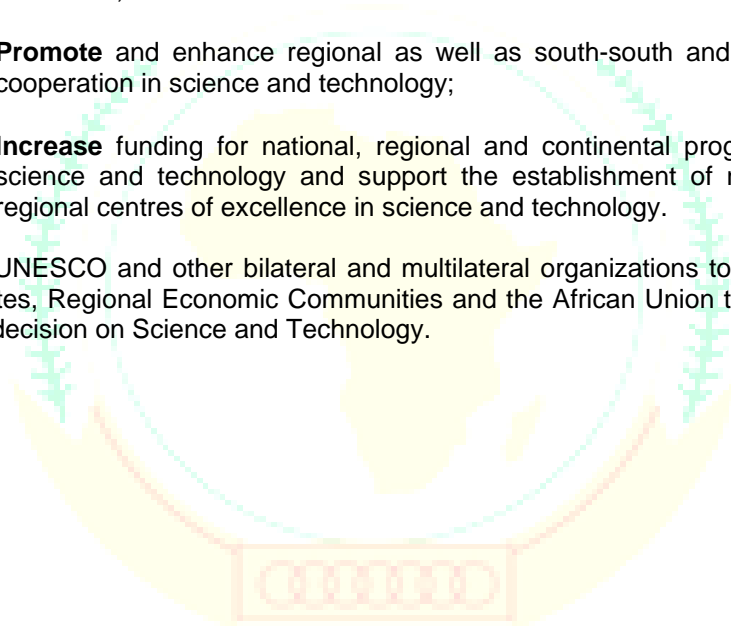 Promote and enhance regional as well as south-south and
cooperation in science and technology;
Increase funding for national, regional and continental
science and technology and support the establishment of
regional centres of excellence in science and technology.
UNESCO and other bilateral and multilateral organizations to
Regional Economic Communities and the African Union
decision on Science and Technology.